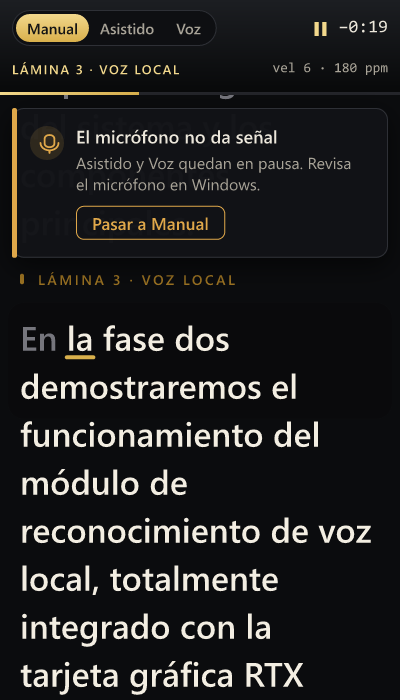 Manual Asistido Voz −0:19
LÁMINA 3 · VOZ LOCAL vel 6 · 180 ppm
El micrófono no da señal
Asistido y Voz quedan en pausa. Revisa
el micrófono en Windows.
Pasar a Manual
LÁMINA 3 · VOZ LOCAL
En la fase dos
demostraremos el
funcionamiento del
módulo de
reconocimiento de voz
local, totalmente
integrado con la
tarjeta gráfica RTX